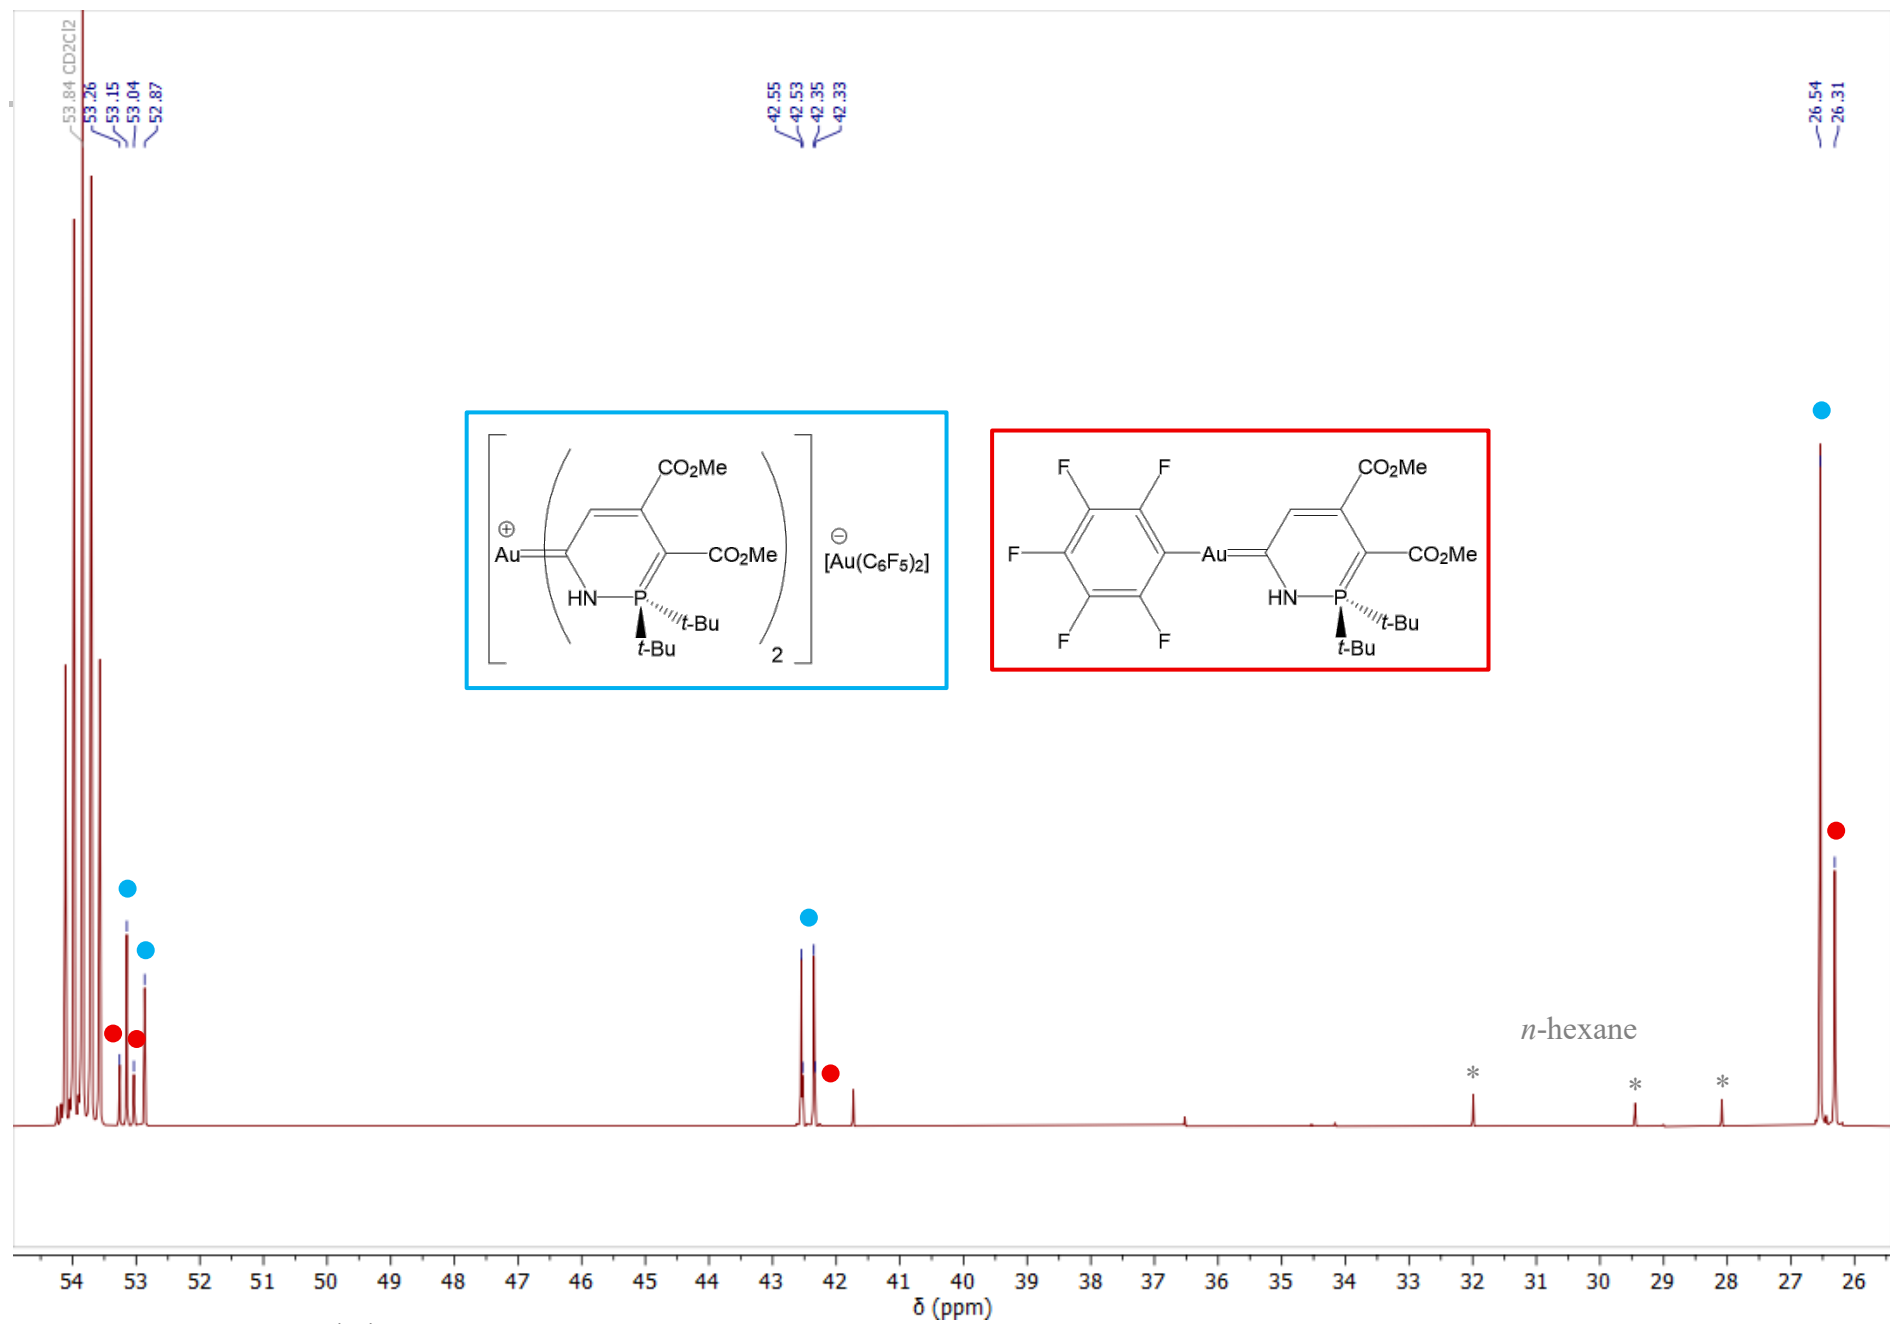 53.84 CD2Cl2
53.26
53.15
53.04
52.87
42.55
42.53
42.35
42.33
26.54
26.31
CO₂Me
⊕
Au
CO₂Me
HN
P
t-Bu
t-Bu
2
⊖
[Au(C₆F₅)₂]
F
F
CO₂Me
F
Au
CO₂Me
HN
P
t-Bu
F
F
t-Bu
n-hexane
*
*
*
54 53 52 51 50 49 48 47 46 45 44 43 42 41 40 39 38 37 36 35 34 33 32 31 30 29 28 27 26
δ (ppm)